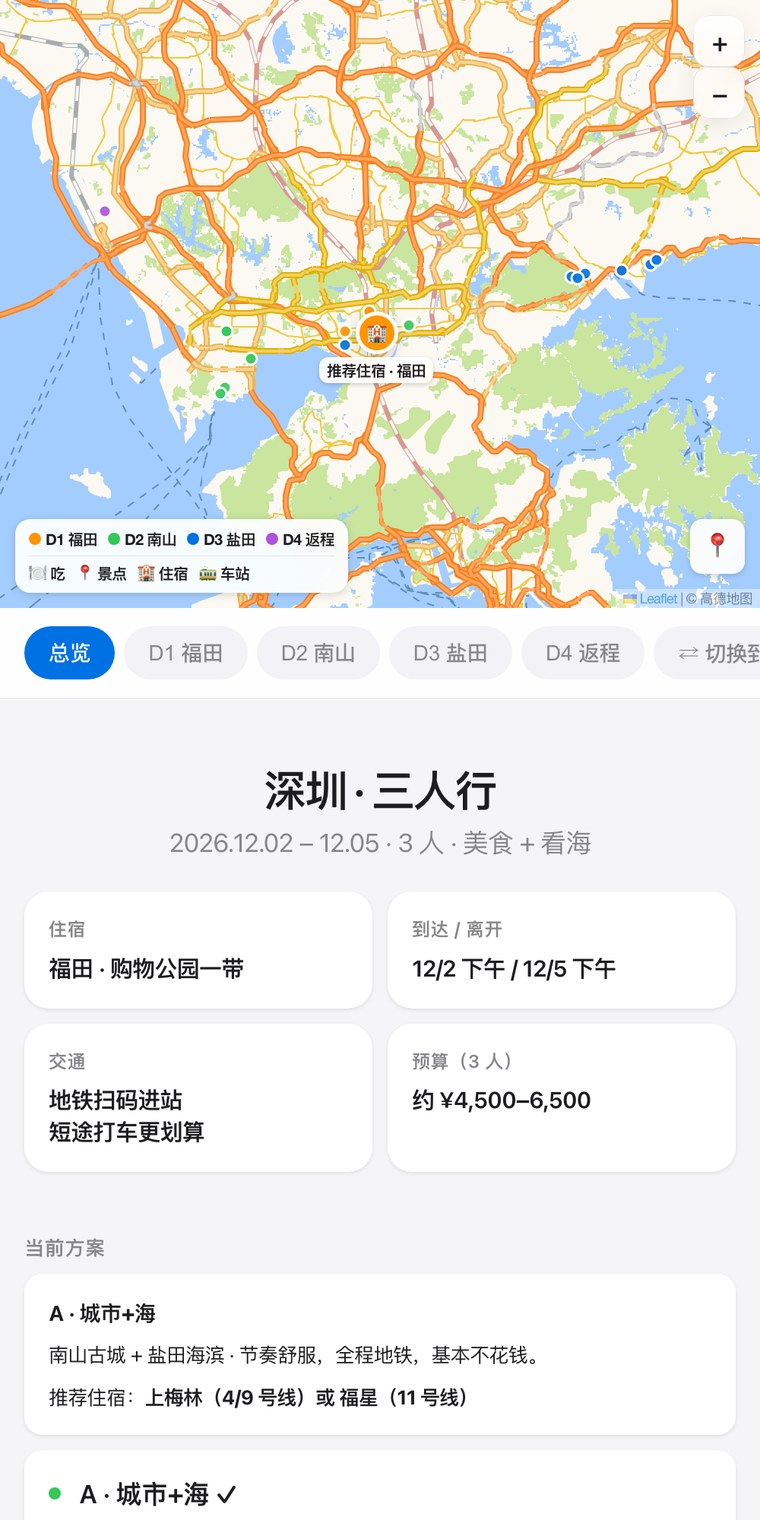 +
−
推荐住宿 · 福田
D1 福田 D2 南山 D3 盐田 D4 返程
吃 景点 住宿 车站
Leaflet | © 高德地图
总览 D1 福田 D2 南山 D3 盐田 D4 返程 ⇄ 切换到
深圳 · 三人行
2026.12.02 – 12.05 · 3 人 · 美食 + 看海
住宿
福田 · 购物公园一带
到达 / 离开
12/2 下午 / 12/5 下午
交通
地铁扫码进站
短途打车更划算
预算（3 人）
约 ¥4,500–6,500
当前方案
A · 城市+海
南山古城 + 盐田海滨 · 节奏舒服，全程地铁，基本不花钱。
推荐住宿：上梅林（4/9 号线）或 福星（11 号线）
A · 城市+海 ✓